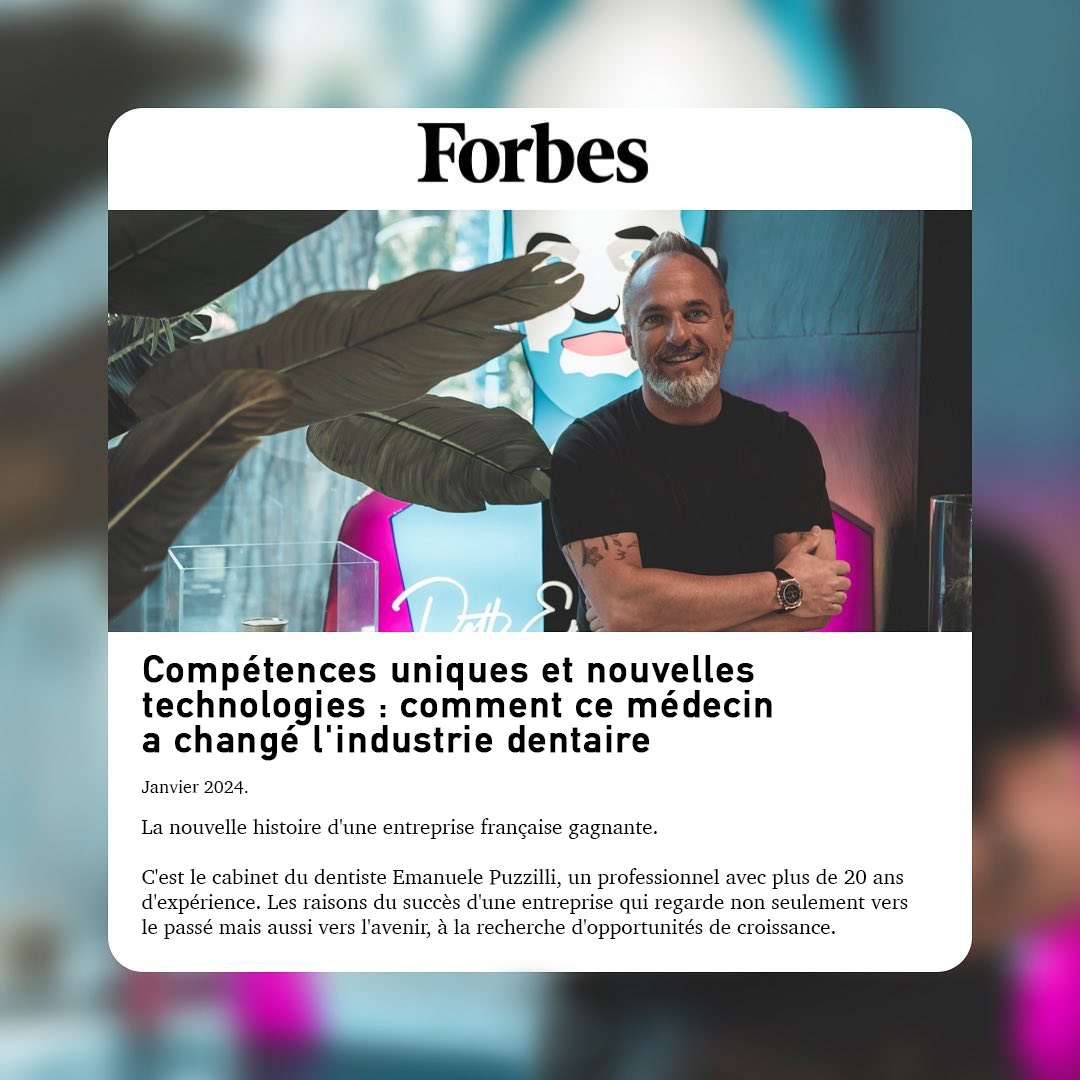 Forbes
Dott. E
Compétences uniques et nouvelles
technologies : comment ce médecin
a changé l'industrie dentaire
Janvier 2024.
La nouvelle histoire d'une entreprise française gagnante.
C'est le cabinet du dentiste Emanuele Puzzilli, un professionnel avec plus de 20 ans
d'expérience. Les raisons du succès d'une entreprise qui regarde non seulement vers
le passé mais aussi vers l'avenir, à la recherche d'opportunités de croissance.